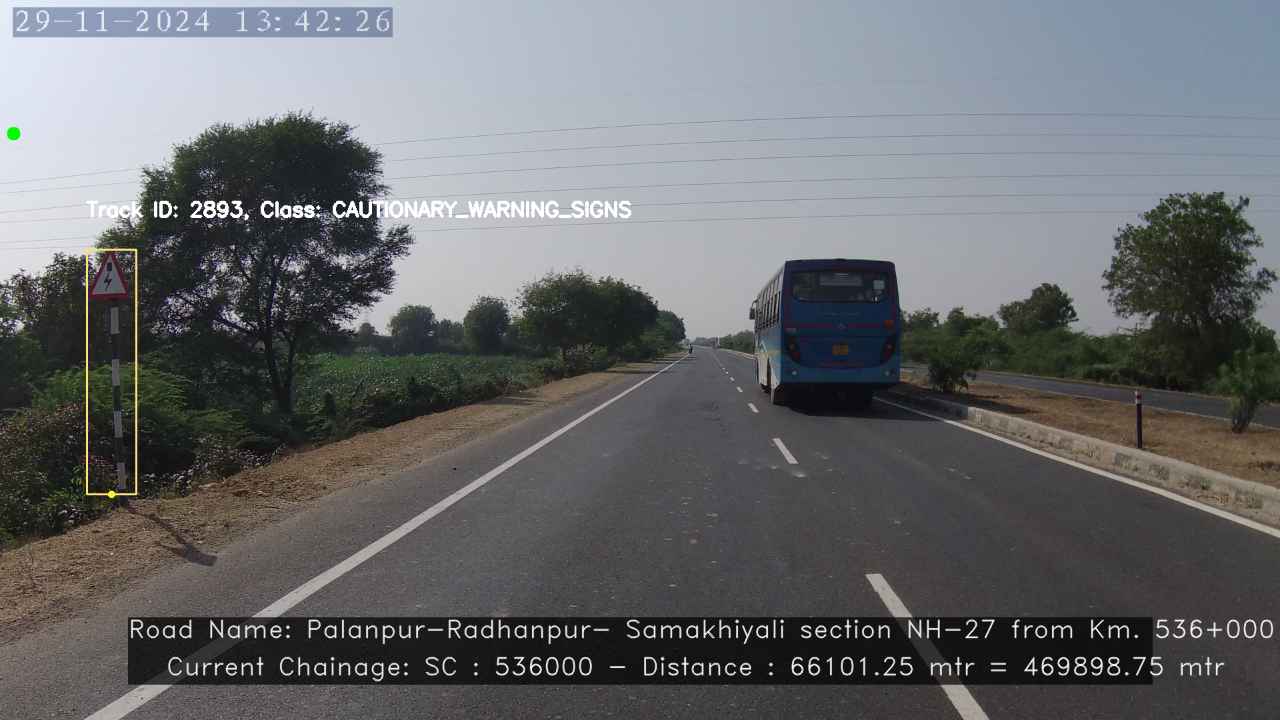 29-11-2024 13:42:26
Track ID: 2893, Class: CAUTIONARY_WARNING_SIGNS
Road Name: Palanpur-Radhanpur- Samakhiyali section NH-27 from Km. 536+000
Current Chainage: SC : 536000 - Distance : 66101.25 mtr = 469898.75 mtr